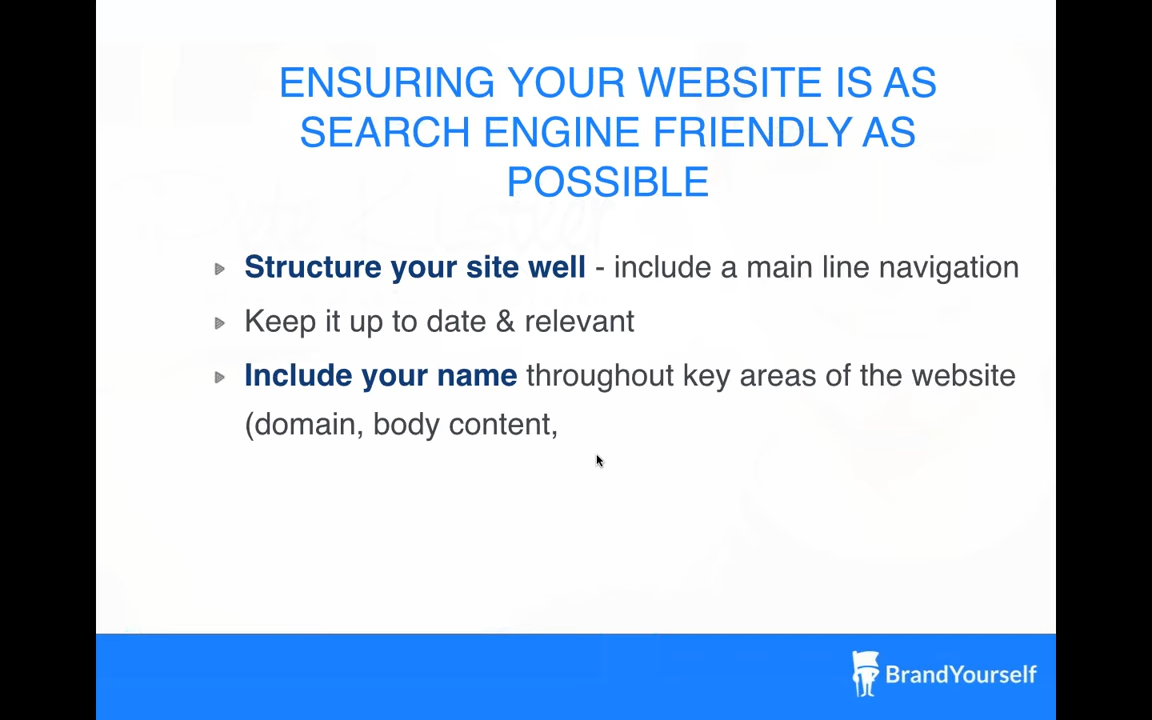 ENSURING YOUR WEBSITE IS AS
SEARCH ENGINE FRIENDLY AS
POSSIBLE
Structure your site well - include a main line navigation
Keep it up to date & relevant
Include your name throughout key areas of the website
(domain, body content,
BrandYourself